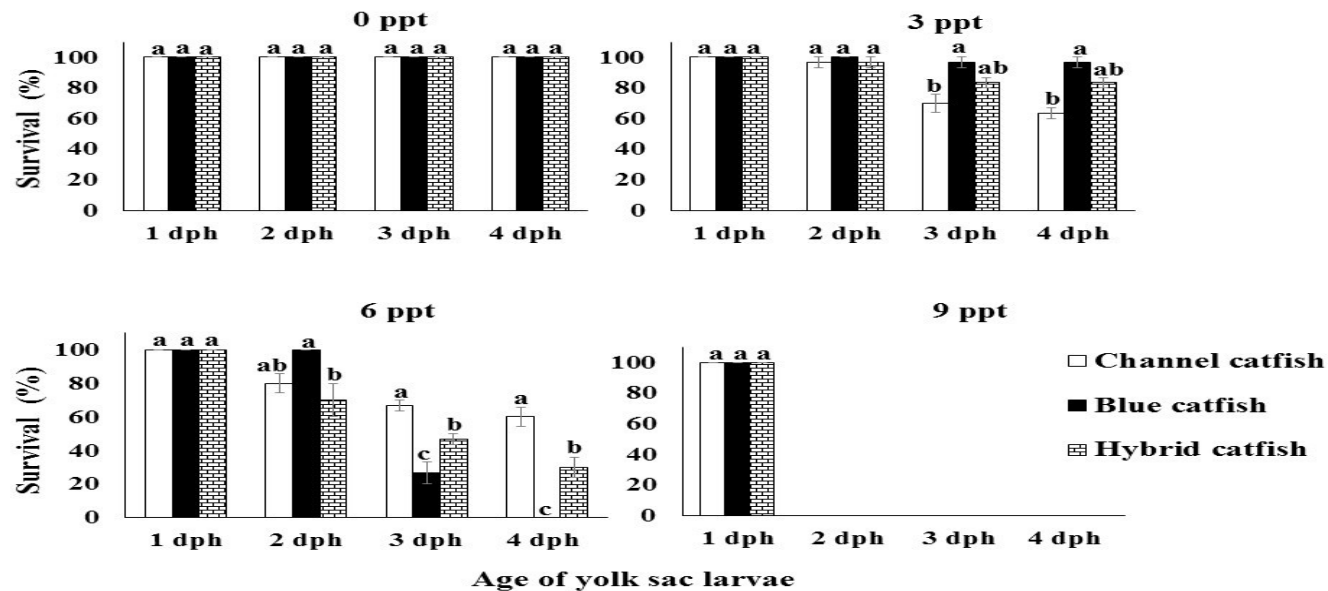 0 ppt
Survival (%)
100
80
60
40
20
0
a a a
a a a
a a a
a a a
1 dph 2 dph 3 dph 4 dph
3 ppt
100
80
60
40
20
0
a a a
a a a
b a ab
b a ab
1 dph 2 dph 3 dph 4 dph
6 ppt
Survival (%)
100
80
60
40
20
0
a a a
ab a b
a c b
a c b
1 dph 2 dph 3 dph 4 dph
9 ppt
100
80
60
40
20
0
a a a
1 dph 2 dph 3 dph 4 dph
Channel catfish
Blue catfish
Hybrid catfish
Age of yolk sac larvae